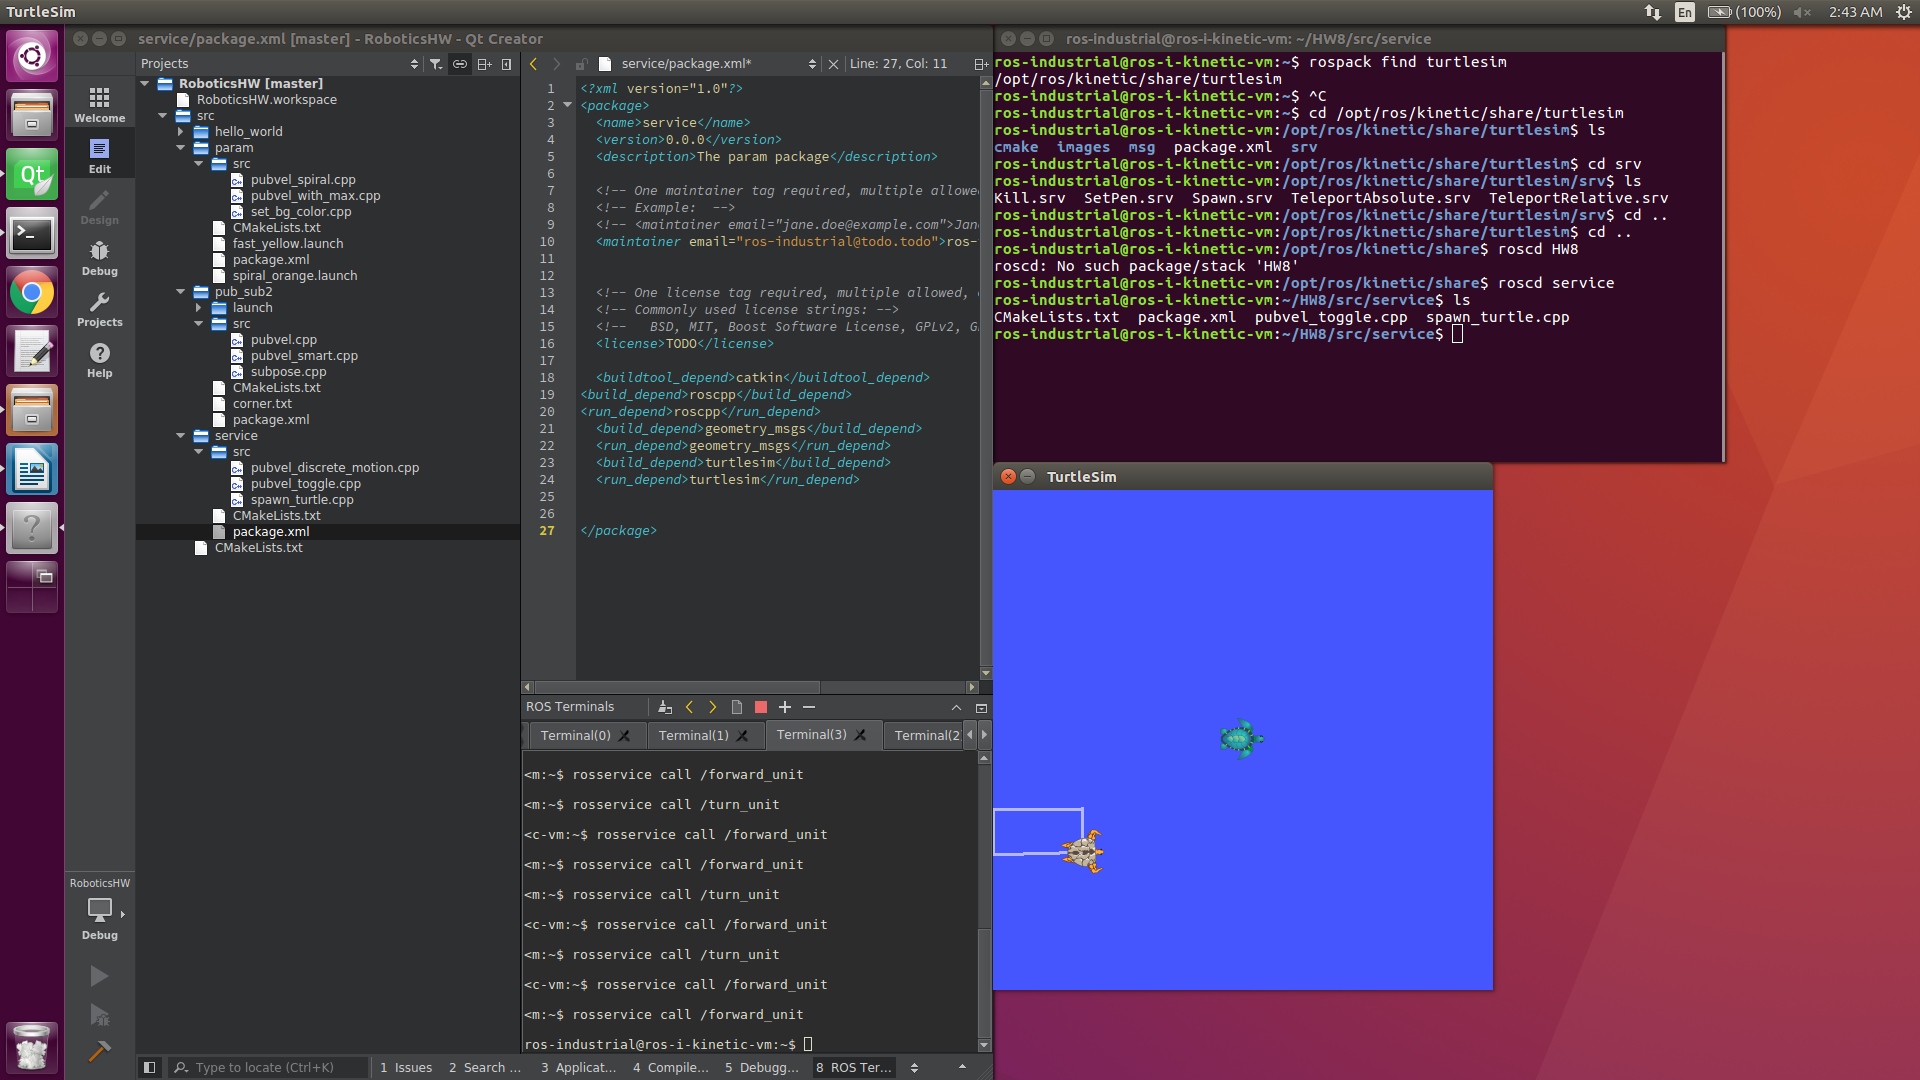 TurtleSim
En
(100%)
2:43 AM
service/package.xml [master] - RoboticsHW - Qt Creator
Welcome
Edit
Design
Debug
Projects
Help
RoboticsHW
Debug
Projects
RoboticsHW [master]
RoboticsHW.workspace
src
hello_world
param
src
pubvel_spiral.cpp
pubvel_with_max.cpp
set_bg_color.cpp
CMakeLists.txt
fast_yellow.launch
package.xml
spiral_orange.launch
pub_sub2
launch
src
pubvel.cpp
pubvel_smart.cpp
subpose.cpp
CMakeLists.txt
corner.txt
package.xml
service
src
pubvel_discrete_motion.cpp
pubvel_toggle.cpp
spawn_turtle.cpp
CMakeLists.txt
package.xml
CMakeLists.txt
service/package.xml*
Line: 27, Col: 11
1 <?xml version="1.0"?>
2 <package>
3 <name>service</name>
4 <version>0.0.0</version>
5 <description>The param package</description>
6
7 <!-- One maintainer tag required, multiple allowe
8 <!-- Example:  -->
9 <!-- <maintainer email="jane.doe@example.com">Jan
10 <maintainer email="ros-industrial@todo.todo">ros-
11
12
13 <!-- One license tag required, multiple allowed,
14 <!-- Commonly used license strings: -->
15 <!--   BSD, MIT, Boost Software License, GPLv2,
16 <license>TODO</license>
17
18 <buildtool_depend>catkin</buildtool_depend>
19 <build_depend>roscpp</build_depend>
20 <run_depend>roscpp</run_depend>
21 <build_depend>geometry_msgs</build_depend>
22 <run_depend>geometry_msgs</run_depend>
23 <build_depend>turtlesim</build_depend>
24 <run_depend>turtlesim</run_depend>
25
26
27 </package>
ROS Terminals
Terminal(0) Terminal(1) Terminal(3) Terminal(2
<m:~$ rosservice call /forward_unit
<m:~$ rosservice call /turn_unit
<c-vm:~$ rosservice call /forward_unit
<m:~$ rosservice call /forward_unit
<m:~$ rosservice call /turn_unit
<c-vm:~$ rosservice call /forward_unit
<m:~$ rosservice call /turn_unit
<c-vm:~$ rosservice call /forward_unit
<m:~$ rosservice call /forward_unit
ros-industrial@ros-i-kinetic-vm:~$
Type to locate (Ctrl+K)
1 Issues 2 Search ... 3 Applicat... 4 Compile... 5 Debugg... 8 ROS Ter...
ros-industrial@ros-i-kinetic-vm: ~/HW8/src/service
ros-industrial@ros-i-kinetic-vm:~$ rospack find turtlesim
/opt/ros/kinetic/share/turtlesim
ros-industrial@ros-i-kinetic-vm:~$ ^C
ros-industrial@ros-i-kinetic-vm:~$ cd /opt/ros/kinetic/share/turtlesim
ros-industrial@ros-i-kinetic-vm:/opt/ros/kinetic/share/turtlesim$ ls
cmake images msg package.xml srv
ros-industrial@ros-i-kinetic-vm:/opt/ros/kinetic/share/turtlesim$ cd srv
ros-industrial@ros-i-kinetic-vm:/opt/ros/kinetic/share/turtlesim/srv$ ls
Kill.srv SetPen.srv Spawn.srv TeleportAbsolute.srv TeleportRelative.srv
ros-industrial@ros-i-kinetic-vm:/opt/ros/kinetic/share/turtlesim/srv$ cd ..
ros-industrial@ros-i-kinetic-vm:/opt/ros/kinetic/share/turtlesim$ cd ..
ros-industrial@ros-i-kinetic-vm:/opt/ros/kinetic/share$ roscd HW8
roscd: No such package/stack 'HW8'
ros-industrial@ros-i-kinetic-vm:/opt/ros/kinetic/share$ roscd service
ros-industrial@ros-i-kinetic-vm:~/HW8/src/service$ ls
CMakeLists.txt package.xml pubvel_toggle.cpp spawn_turtle.cpp
ros-industrial@ros-i-kinetic-vm:~/HW8/src/service$
TurtleSim